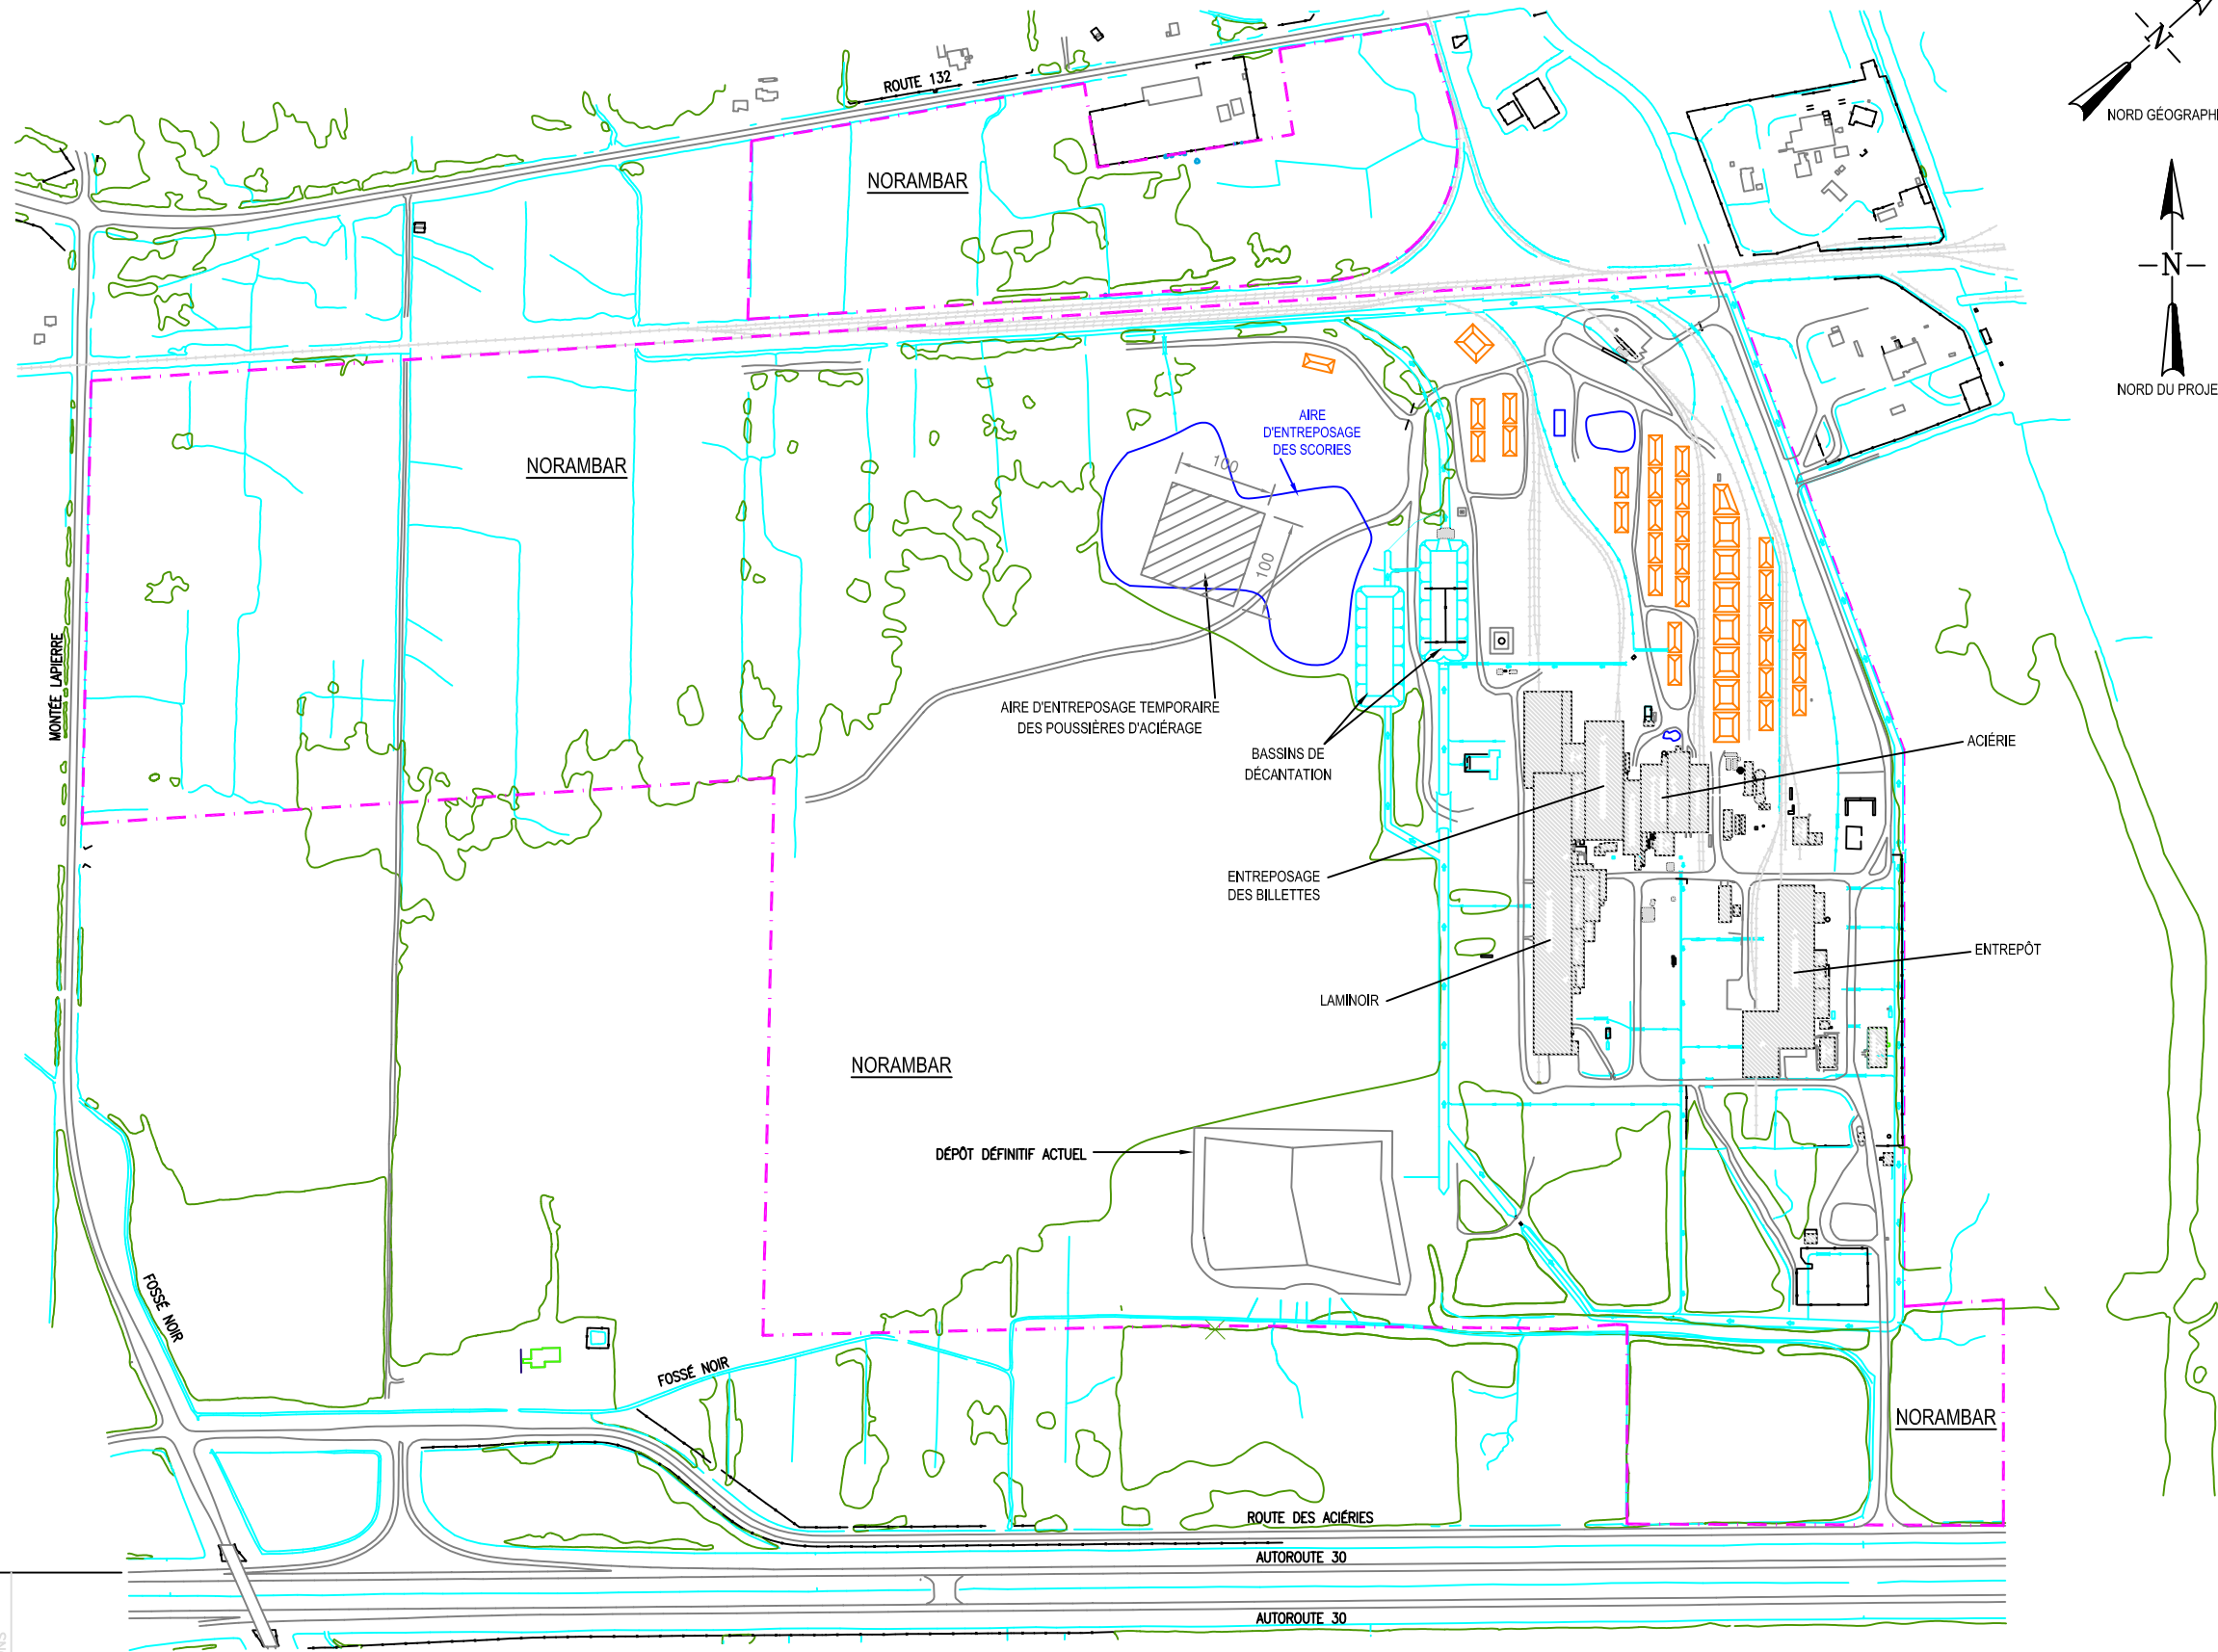 ROUTE 132
N
NORD GÉOGRAPHI
N
NORD DU PROJE
NORAMBAR
NORAMBAR
AIRE
D'ENTREPOSAGE
DES SCORIES
100
100
MONTÉE LAPIERRE
AIRE D'ENTREPOSAGE TEMPORAIRE
DES POUSSIÈRES D'ACIÉRAGE
BASSINS DE
DÉCANTATION
ACIÉRIE
ENTREPOSAGE
DES BILLETTES
ENTREPÔT
LAMINOIR
NORAMBAR
DÉPÔT DÉFINITIF ACTUEL
FOSSÉ NOIR
FOSSÉ NOIR
NORAMBAR
ROUTE DES ACIÉRIES
AUTOROUTE 30
AUTOROUTE 30